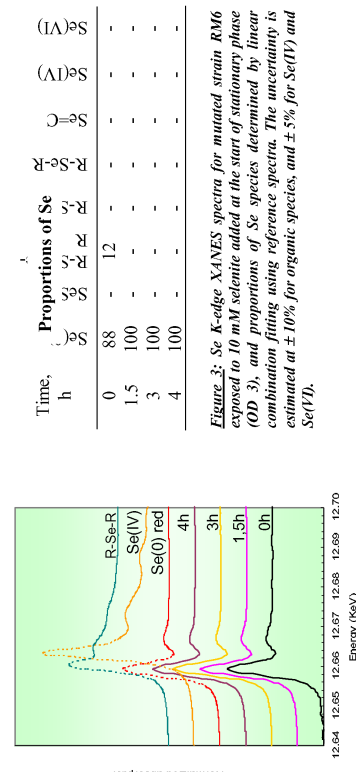 Time, h
Proportions of Se
Se(
SeS
R-S
R
R-S
R-Se-R
Se=C
Se(IV)
Se(VI)
0 88 - 12 - - - - -
1.5 100 - - - - - - -
3 100 - - - - - - -
4 100 - - - - - - -
Figure 3: Se K-edge XANES spectra for mutated strain RM6
exposed to 10 mM selenite added at the start of stationary phase
(OD 3), and proportions of Se species determined by linear
combination fitting using reference spectra. The uncertainty is
estimated at ± 10% for organic species, and ± 5% for Se(IV) and
Se(VI).
R-Se-R
Se(IV)
Se(0) red
4h
3h
1,5h
0h
12.64 12.65 12.66 12.67 12.68 12.69 12.70
Energy (KeV)